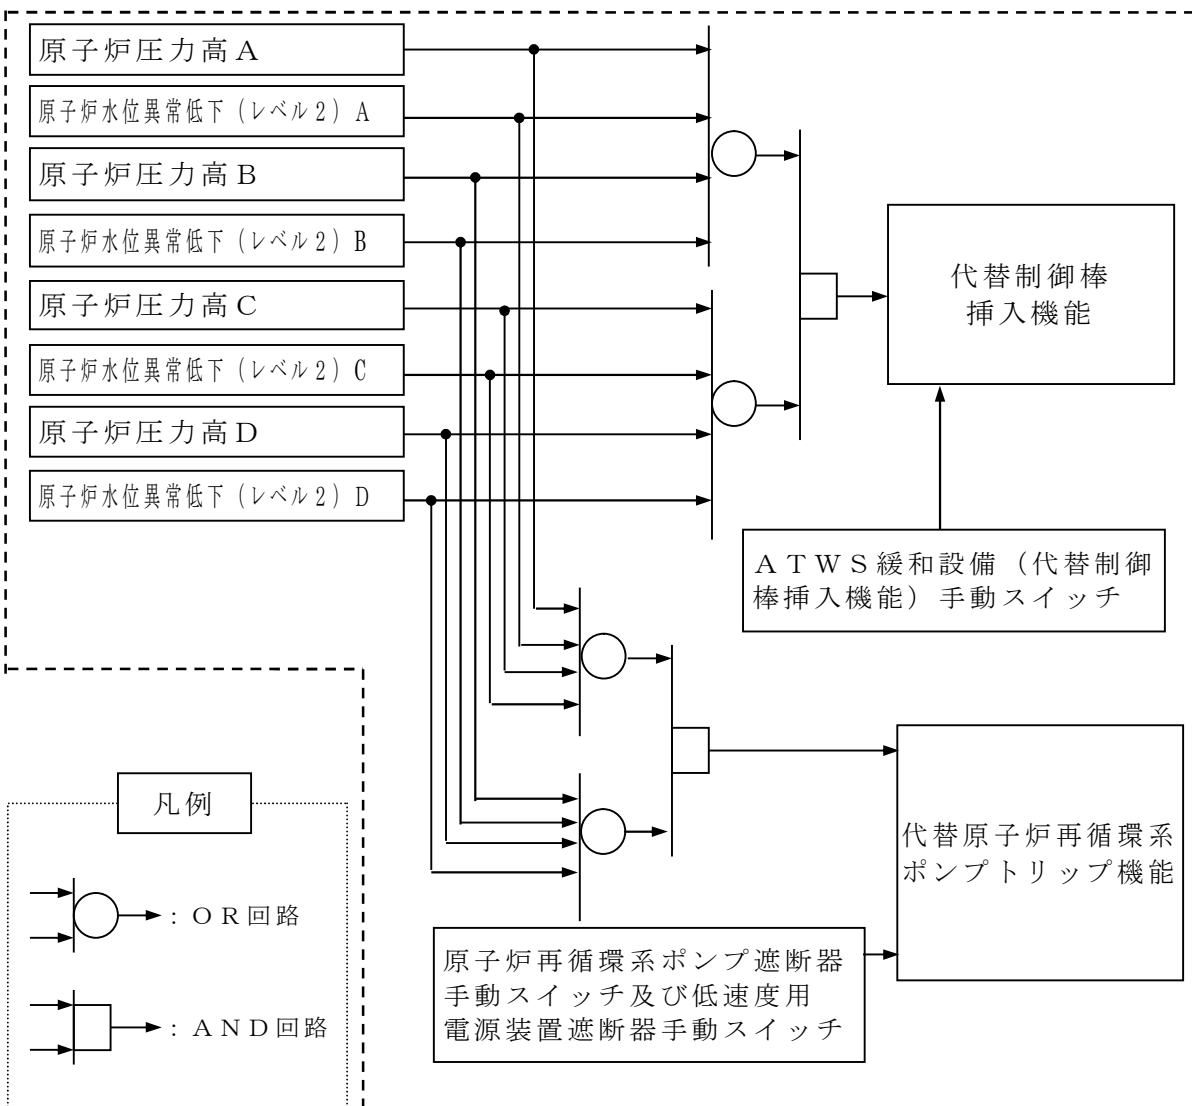 原子炉圧力高Ａ
原子炉水位異常低下（レベル２）Ａ
原子炉圧力高Ｂ
原子炉水位異常低下（レベル２）Ｂ
原子炉圧力高Ｃ
原子炉水位異常低下（レベル２）Ｃ
原子炉圧力高Ｄ
原子炉水位異常低下（レベル２）Ｄ
代替制御棒
挿入機能
ＡＴＷＳ緩和設備（代替制御
棒挿入機能）手動スイッチ
代替原子炉再循環系
ポンプトリップ機能
原子炉再循環系ポンプ遮断器
手動スイッチ及び低速度用
電源装置遮断器手動スイッチ
凡例
：ＯＲ回路
：ＡＮＤ回路